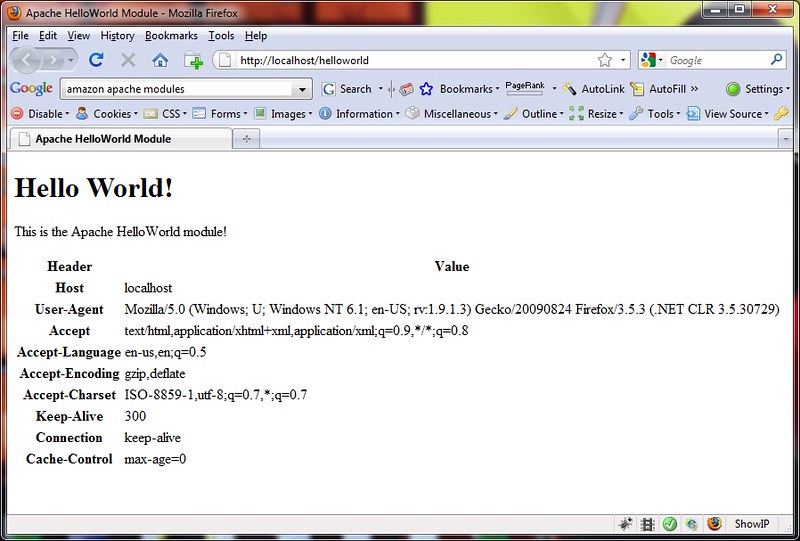 Apache HelloWorld Module - Mozilla Firefox
File Edit View History Bookmarks Tools Help
http://localhost/helloworld Google
Google amazon apache modules Search Bookmarks PageRank AutoLink AutoFill » Settings
Disable Cookies CSS Forms Images Information Miscellaneous Outline Resize Tools View Source
Apache HelloWorld Module
Hello World!
This is the Apache HelloWorld module!
Header Value
Host localhost
User-Agent Mozilla/5.0 (Windows; U; Windows NT 6.1; en-US; rv:1.9.1.3) Gecko/20090824 Firefox/3.5.3 (.NET CLR 3.5.30729)
Accept text/html,application/xhtml+xml,application/xml;q=0.9,*/*;q=0.8
Accept-Language en-us,en;q=0.5
Accept-Encoding gzip,deflate
Accept-Charset ISO-8859-1,utf-8;q=0.7,*;q=0.7
Keep-Alive 300
Connection keep-alive
Cache-Control max-age=0
ShowIP